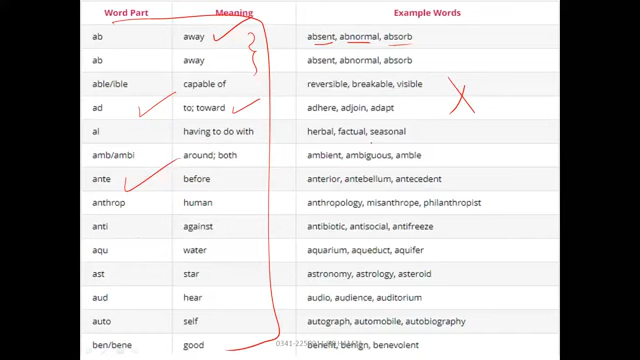 Word Part Meaning Example Words
ab away absent, abnormal, absorb
ab away absent, abnormal, absorb
able/ible capable of reversible, breakable, visible
ad to; toward adhere, adjoin, adapt
al having to do with herbal, factual, seasonal
amb/ambi around; both ambient, ambiguous, amble
ante before anterior, antebellum, antecedent
anthrop human anthropology, misanthrope, philanthropist
anti against antibiotic, antisocial, antifreeze
aqu water aquarium, aqueduct, aquifer
ast star astronomy, astrology, asteroid
aud hear audio, audience, auditorium
auto self autograph, automobile, autobiography
ben/bene good benefit, benign, benevolent